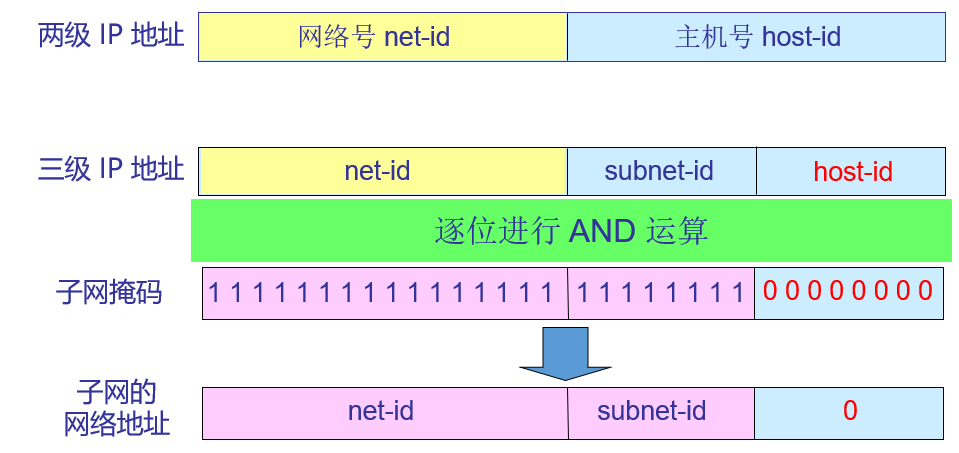 两级 IP 地址
网络号 net-id
主机号 host-id
三级 IP 地址
net-id
subnet-id
host-id
逐位进行 AND 运算
子网掩码
1 1 1 1 1 1 1 1 1 1 1 1 1 1 1 1
1 1 1 1 1 1 1 1
0 0 0 0 0 0 0 0
子网的
网络地址
net-id
subnet-id
0